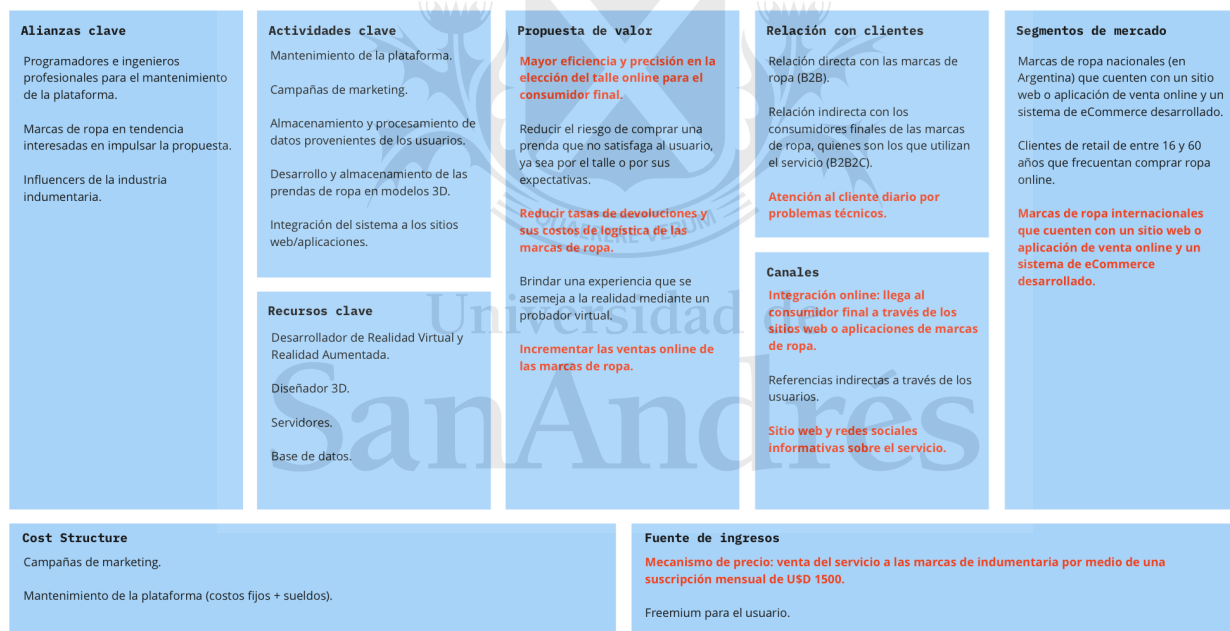 Alianzas clave
Programadores e ingenieros
profesionales para el mantenimiento
de la plataforma.
Marcas de ropa en tendencia
interesadas en impulsar la propuesta.
Influencers de la industria
indumentaria.
Actividades clave
Mantenimiento de la plataforma.
Campañas de marketing.
Almacenamiento y procesamiento de
datos provenientes de los usuarios.
Desarrollo y almacenamiento de las
prendas de ropa en modelos 3D.
Integración del sistema a los sitios
web/aplicaciones.
Recursos clave
Desarrollador de Realidad Virtual y
Realidad Aumentada.
Diseñador 3D.
Servidores.
Base de datos.
Propuesta de valor
Mayor eficiencia y precisión en la
elección del talle online para el
consumidor final.
Reducir el riesgo de comprar una
prenda que no satisfaga al usuario,
ya sea por el talle o por sus
expectativas.
Reducir tasas de devoluciones y
sus costos de logística de las
marcas de ropa.
Brindar una experiencia que se
asemeja a la realidad mediante un
probador virtual.
Incrementar las ventas online de
las marcas de ropa.
Relación con clientes
Relación directa con las marcas de
ropa (B2B).
Relación indirecta con los
consumidores finales de las marcas
de ropa, quienes son los que utilizan
el servicio (B2B2C).
Atención al cliente diario por
problemas técnicos.
Canales
Integración online: llega al
consumidor final a través de los
sitios web o aplicaciones de marcas
de ropa.
Referencias indirectas a través de los
usuarios.
Sitio web y redes sociales
informativas sobre el servicio.
Segmentos de mercado
Marcas de ropa nacionales (en
Argentina) que cuenten con un sitio
web o aplicación de venta online y un
sistema de eCommerce desarrollado.
Clientes de retail de entre 16 y 60
años que frecuentan comprar ropa
online.
Marcas de ropa internacionales
que cuenten con un sitio web o
aplicación de venta online y un
sistema de eCommerce
desarrollado.
Cost Structure
Campañas de marketing.
Mantenimiento de la plataforma (costos fijos + sueldos).
Fuente de ingresos
Mecanismo de precio: venta del servicio a las marcas de indumentaria por medio de una
suscripción mensual de U$D 1500.
Freemium para el usuario.
QUAERERE VERUM
Universidad de
SanAndrés